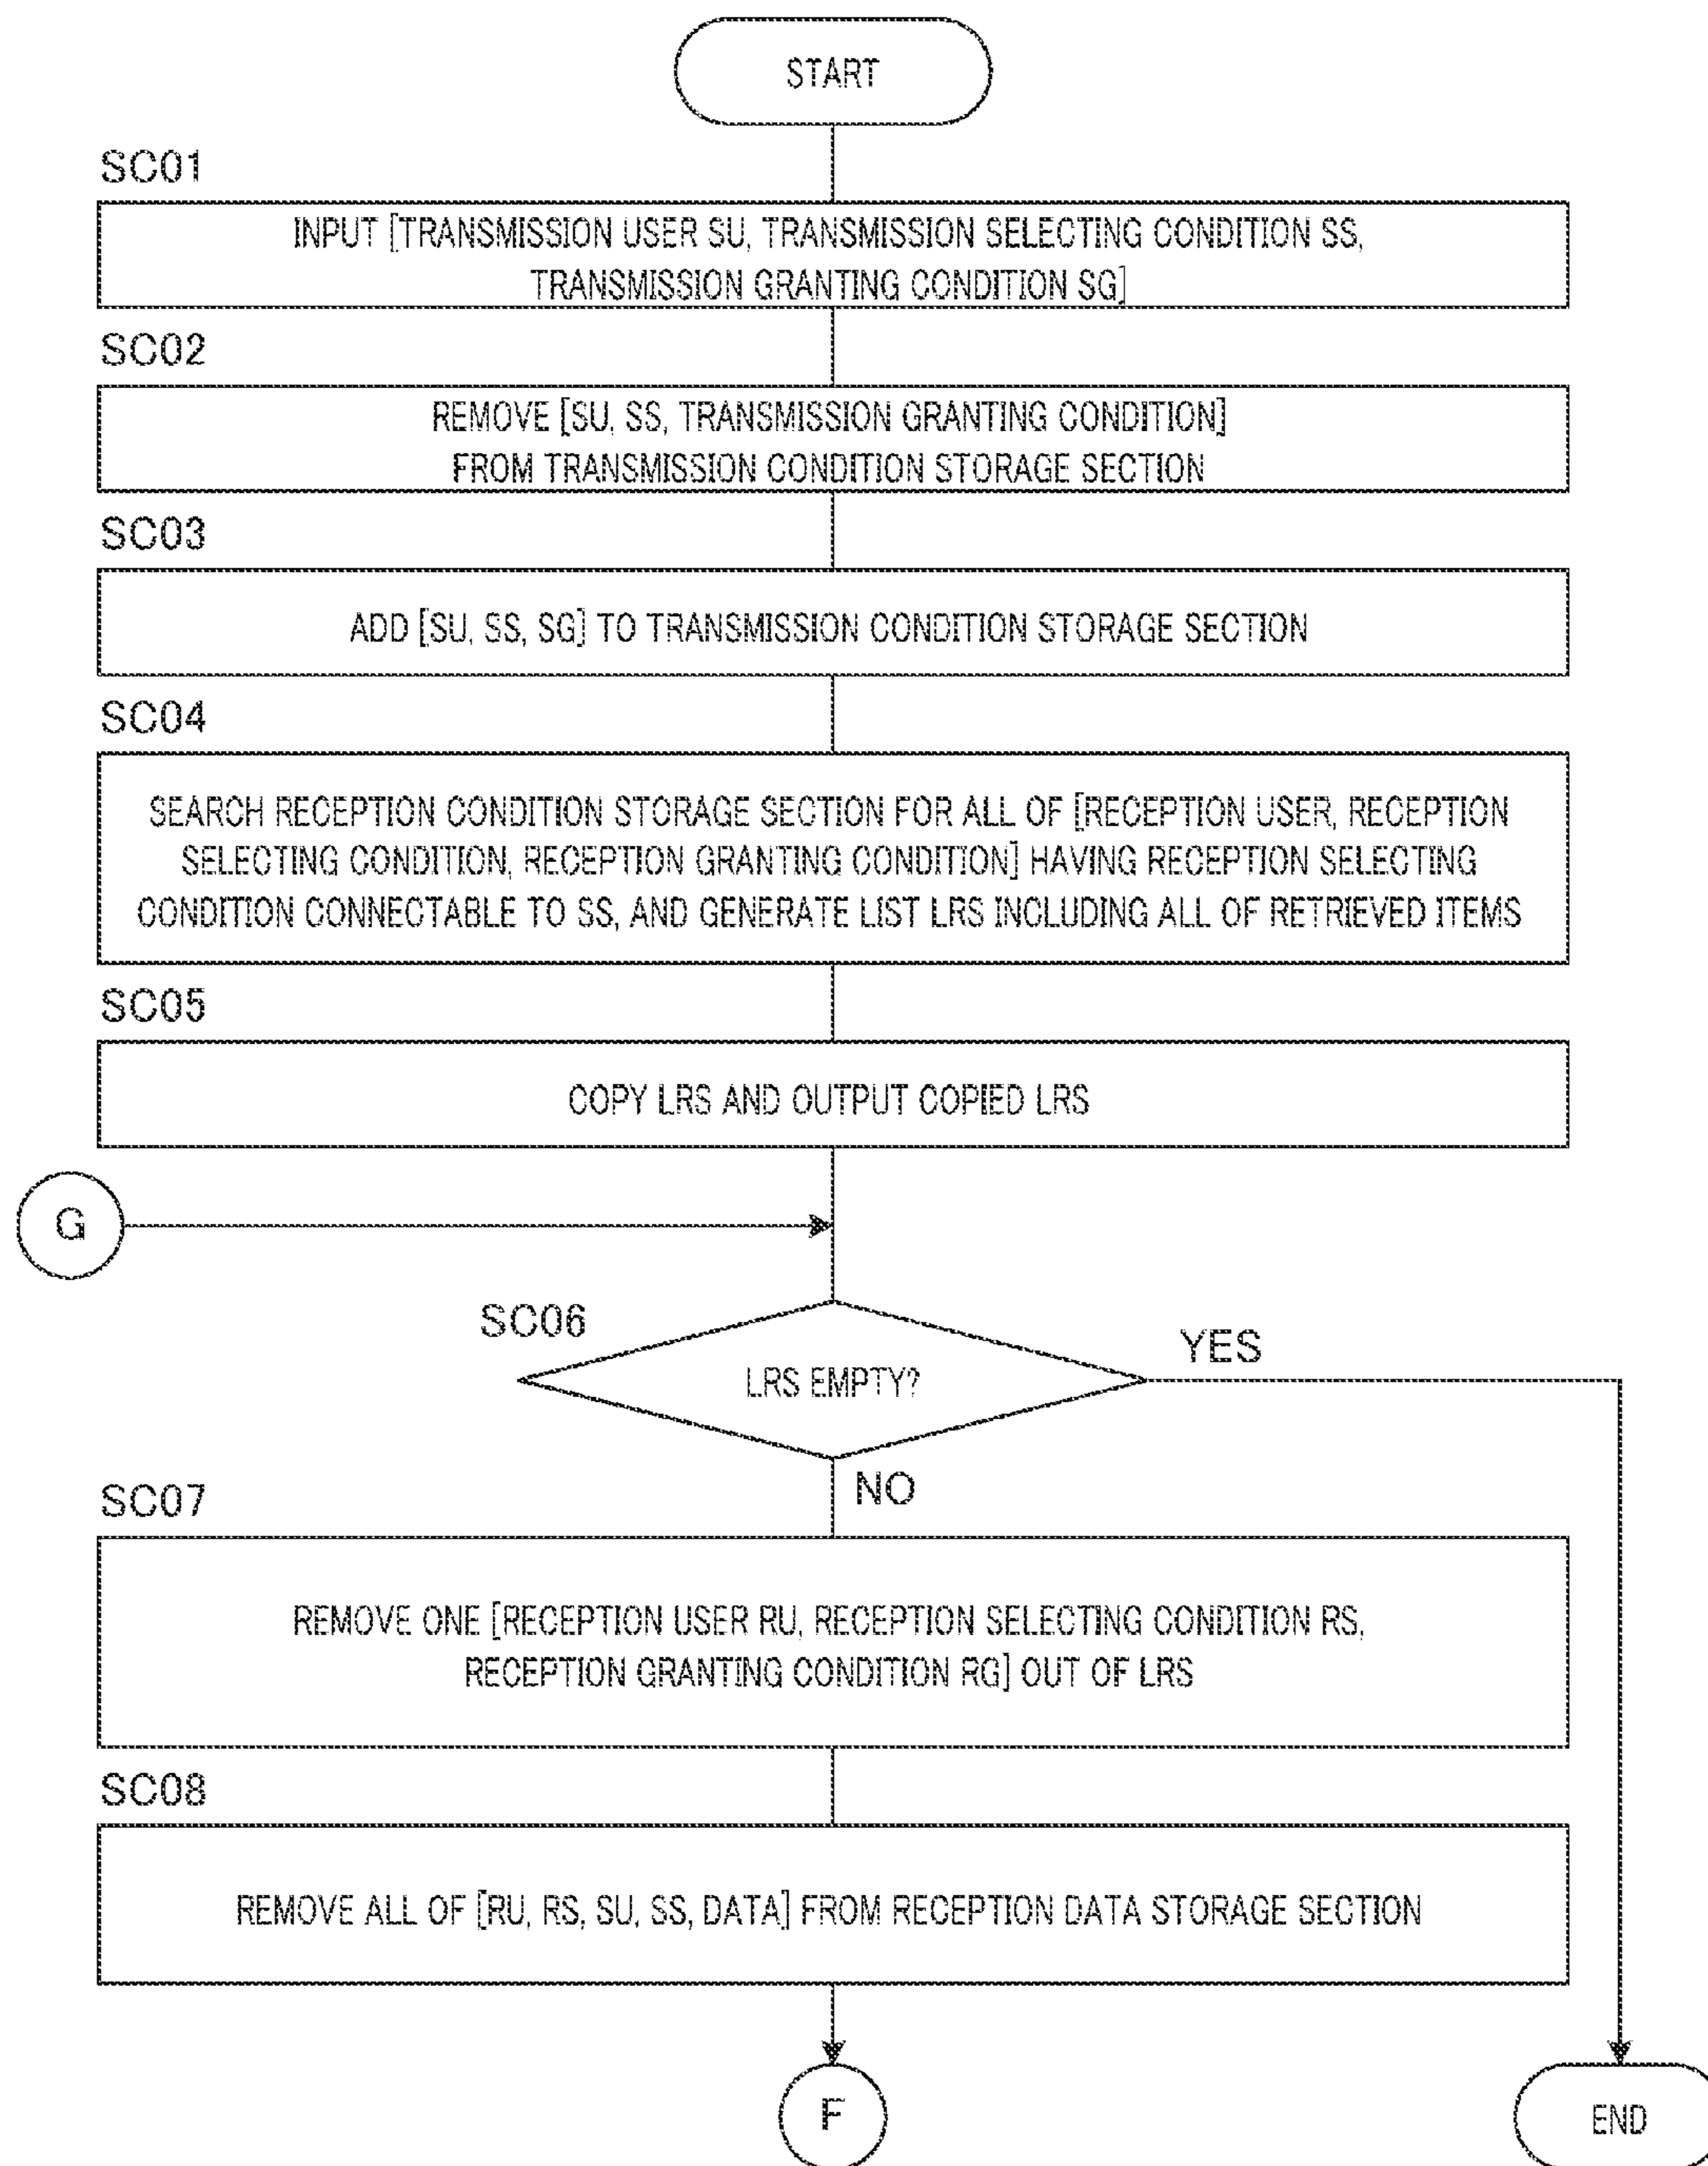 START
SC01
INPUT [TRANSMISSION USER SU, TRANSMISSION SELECTING CONDITION SS,
TRANSMISSION GRANTING CONDITION SG]
SC02
REMOVE [SU, SS, TRANSMISSION GRANTING CONDITION]
FROM TRANSMISSION CONDITION STORAGE SECTION
SC03
ADD [SU, SS, SG] TO TRANSMISSION CONDITION STORAGE SECTION
SC04
SEARCH RECEPTION CONDITION STORAGE SECTION FOR ALL OF [RECEPTION USER, RECEPTION
SELECTING CONDITION, RECEPTION GRANTING CONDITION] HAVING RECEPTION SELECTING
CONDITION CONNECTABLE TO SS, AND GENERATE LIST LRS INCLUDING ALL OF RETRIEVED ITEMS
SC05
COPY LRS AND OUTPUT COPIED LRS
G
SC06
LRS EMPTY?
YES
NO
SC07
REMOVE ONE [RECEPTION USER RU, RECEPTION SELECTING CONDITION RS,
RECEPTION GRANTING CONDITION RG] OUT OF LRS
SC08
REMOVE ALL OF [RU, RS, SU, SS, DATA] FROM RECEPTION DATA STORAGE SECTION
F
END